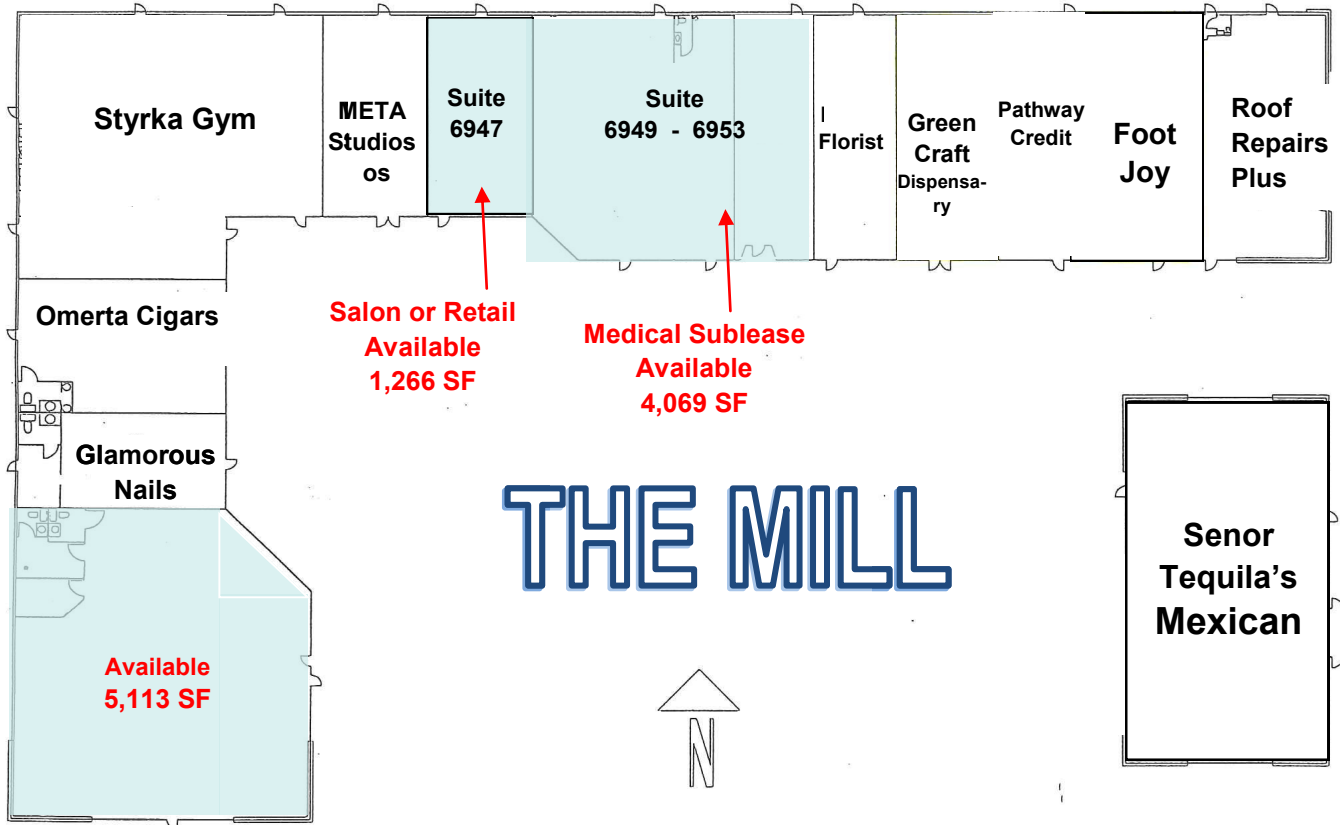 Styrka Gym
META
Studios
os
Suite
6947
Suite
6949 - 6953
l
Florist
Green
Craft
Dispensa-
ry
Pathway
Credit
Foot
Joy
Roof
Repairs
Plus
Omerta Cigars
Salon or Retail
Available
1,266 SF
Medical Sublease
Available
4,069 SF
Glamorous
Nails
THE MILL
Senor
Tequila’s
Mexican
Available
5,113 SF
N